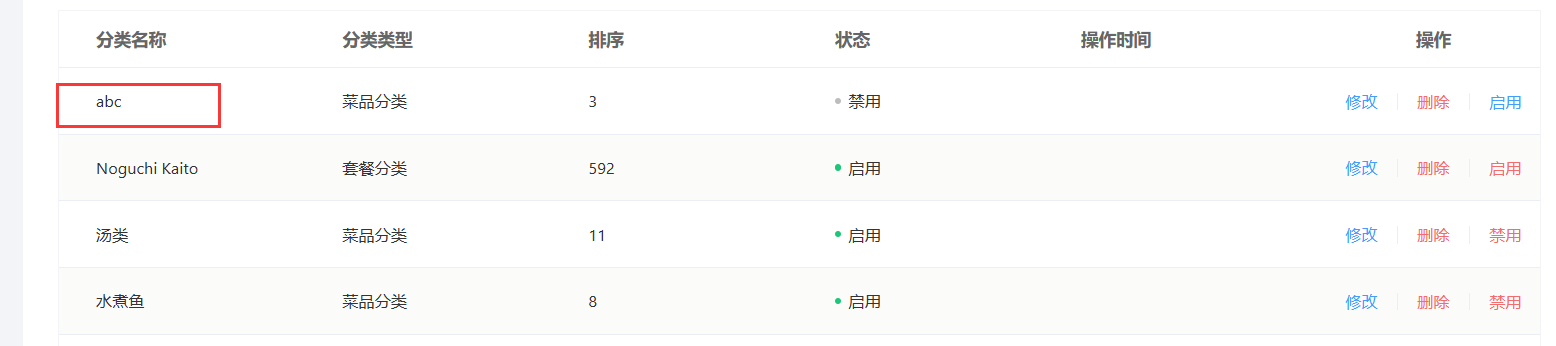 分类名称 分类类型 排序 状态 操作时间 操作
abc 菜品分类 3 禁用 修改 删除 启用
Noguchi Kaito 套餐分类 592 启用 修改 删除 启用
汤类 菜品分类 11 启用 修改 删除 禁用
水煮鱼 菜品分类 8 启用 修改 删除 禁用